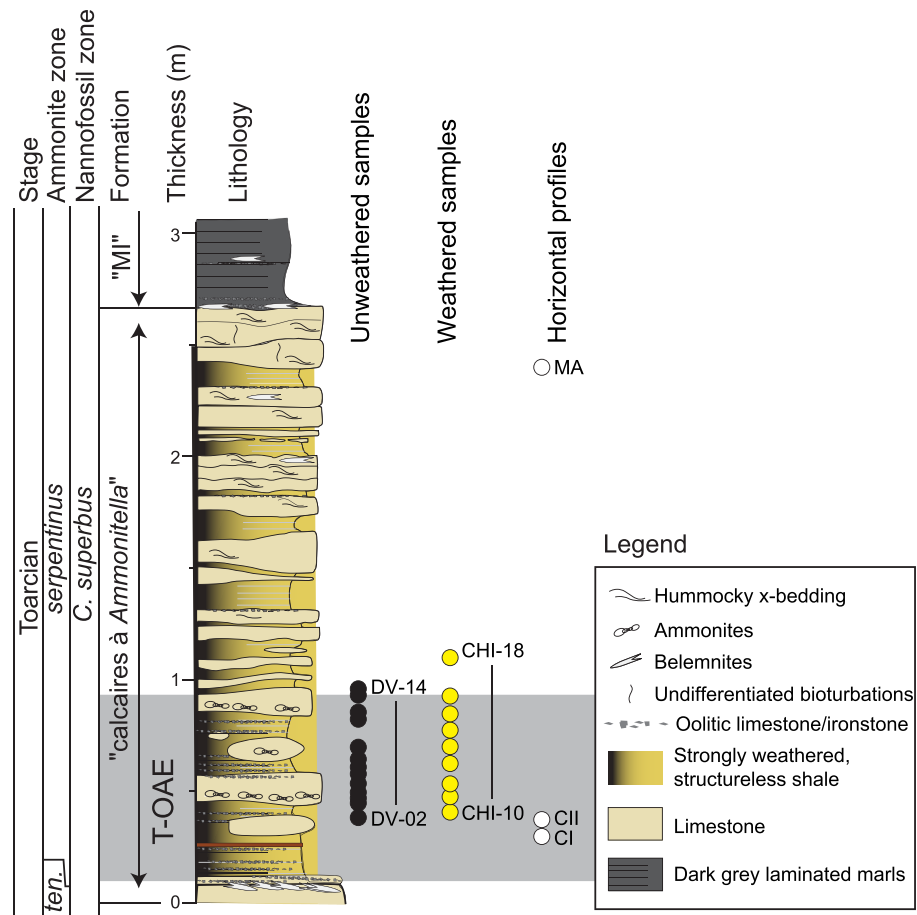 Stage
Ammonite zone
Nannofossil zone
Formation
Thickness (m)
Lithology
Unweathered samples
Weathered samples
Horizontal profiles
"MI"
3
MA
2
Toarcian
serpentinus
C. superbus
"calcaires à Ammonitella"
1
CHI-18
DV-14
T-OAE
DV-02
CHI-10
CII
CI
ten.
0
Legend
Hummocky x-bedding
Ammonites
Belemnites
Undifferentiated bioturbations
Oolitic limestone/ironstone
Strongly weathered,
structureless shale
Limestone
Dark grey laminated marls